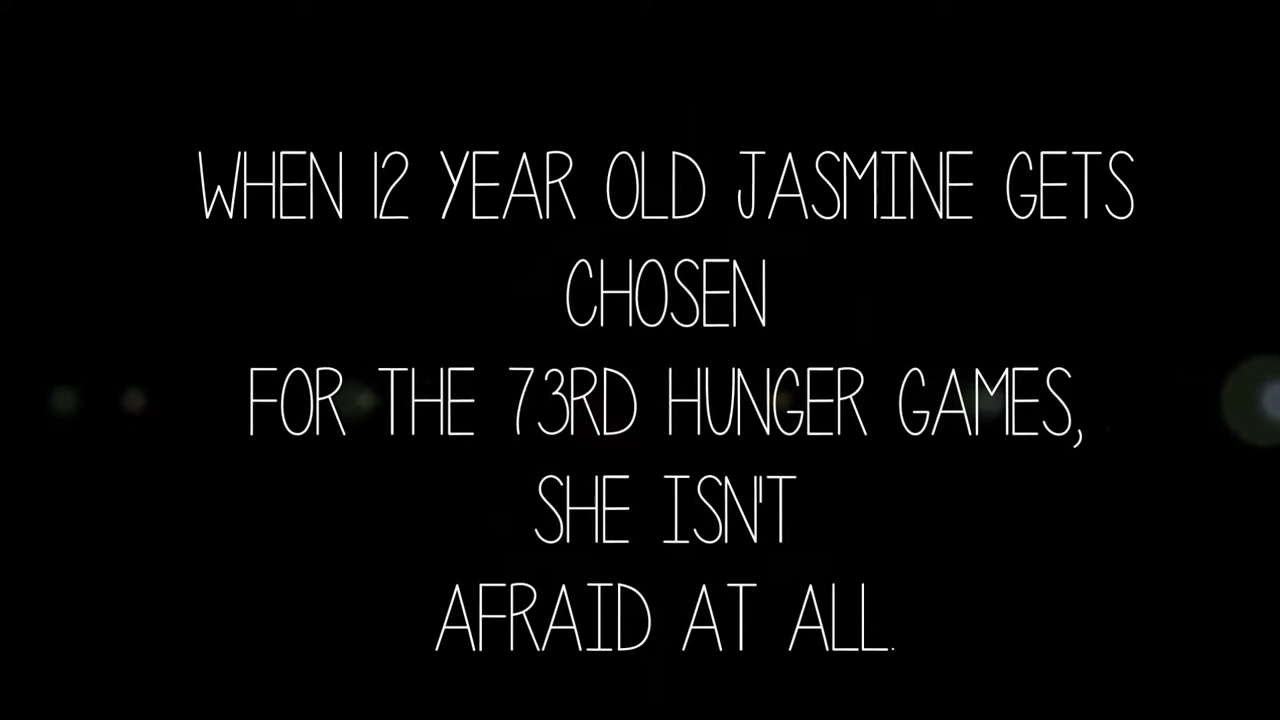 WHEN 12 YEAR OLD JASMINE GETS
CHOSEN
FOR THE 73RD HUNGER GAMES,
SHE ISN'T
AFRAID AT ALL.